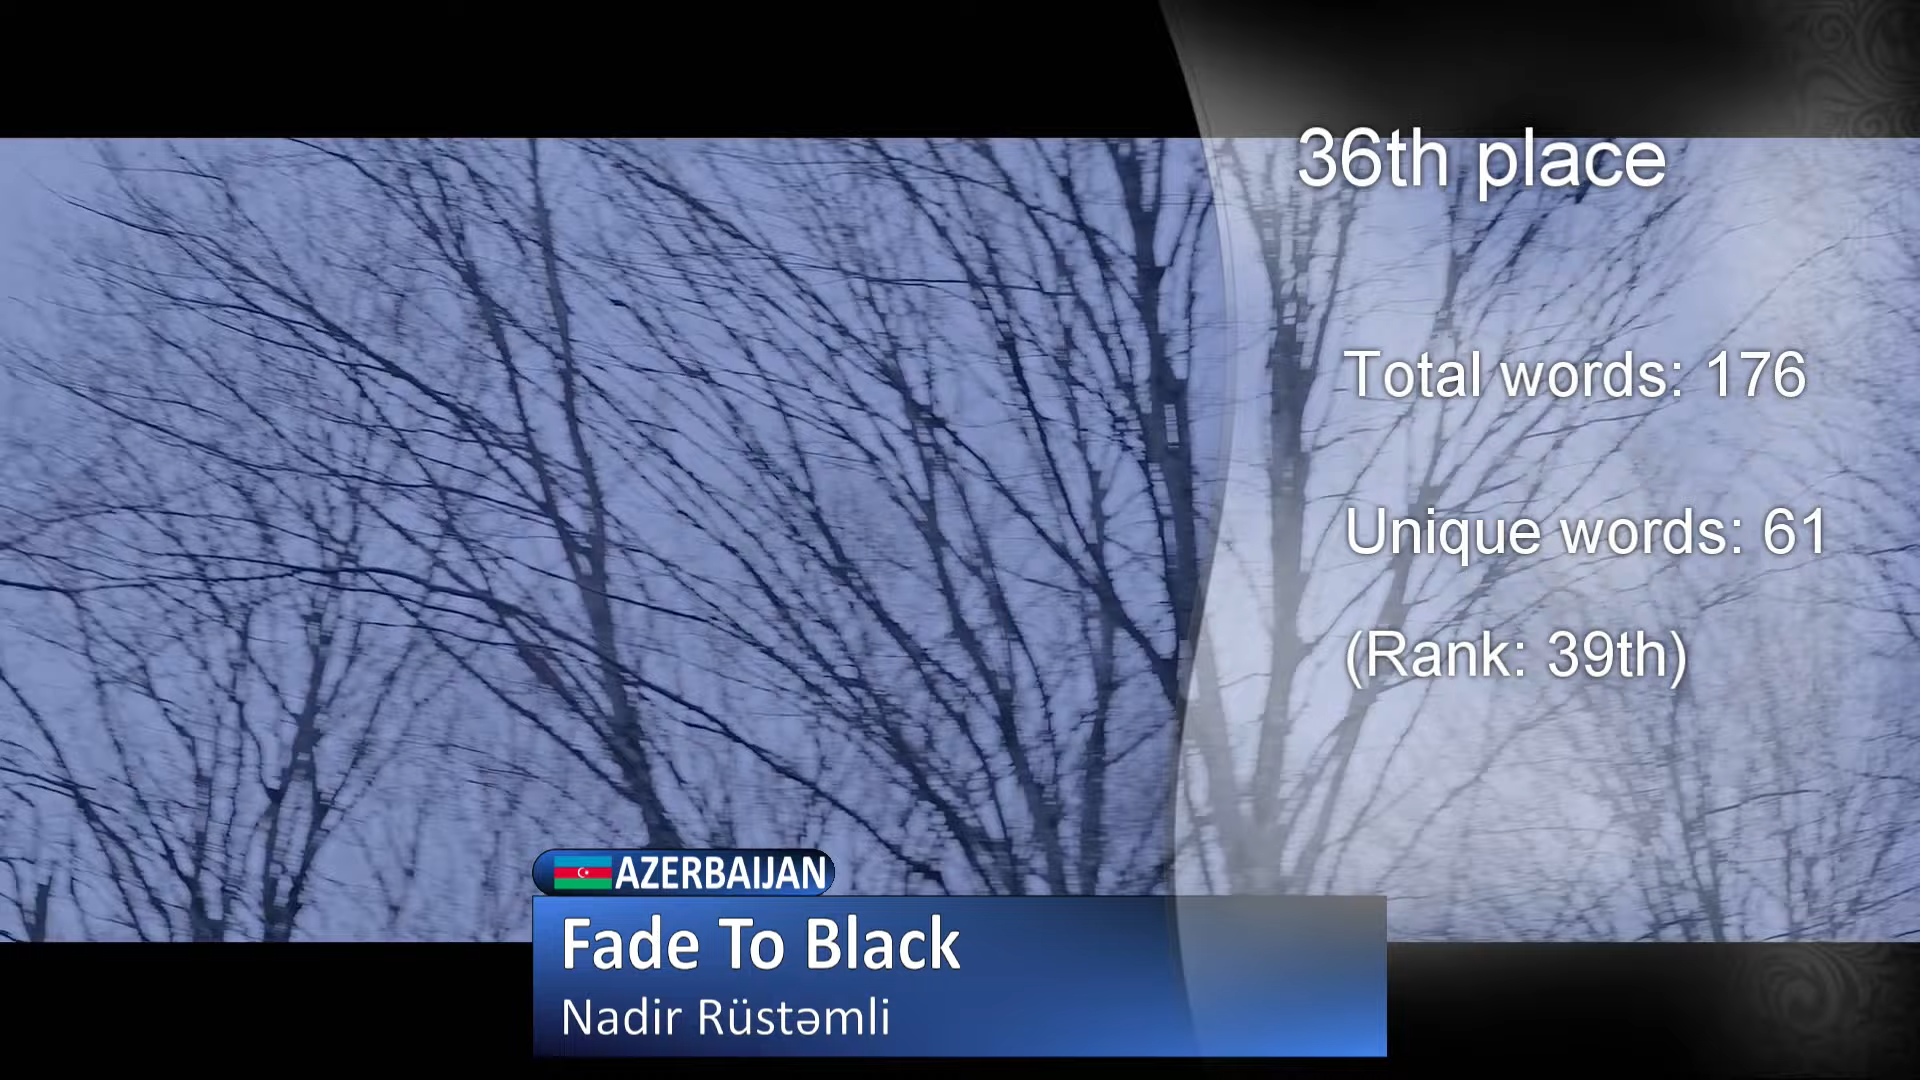 36th place
Total words: 176
Unique words: 61
(Rank: 39th)
AZERBAIJAN
Fade To Black
Nadir Rüstəmli